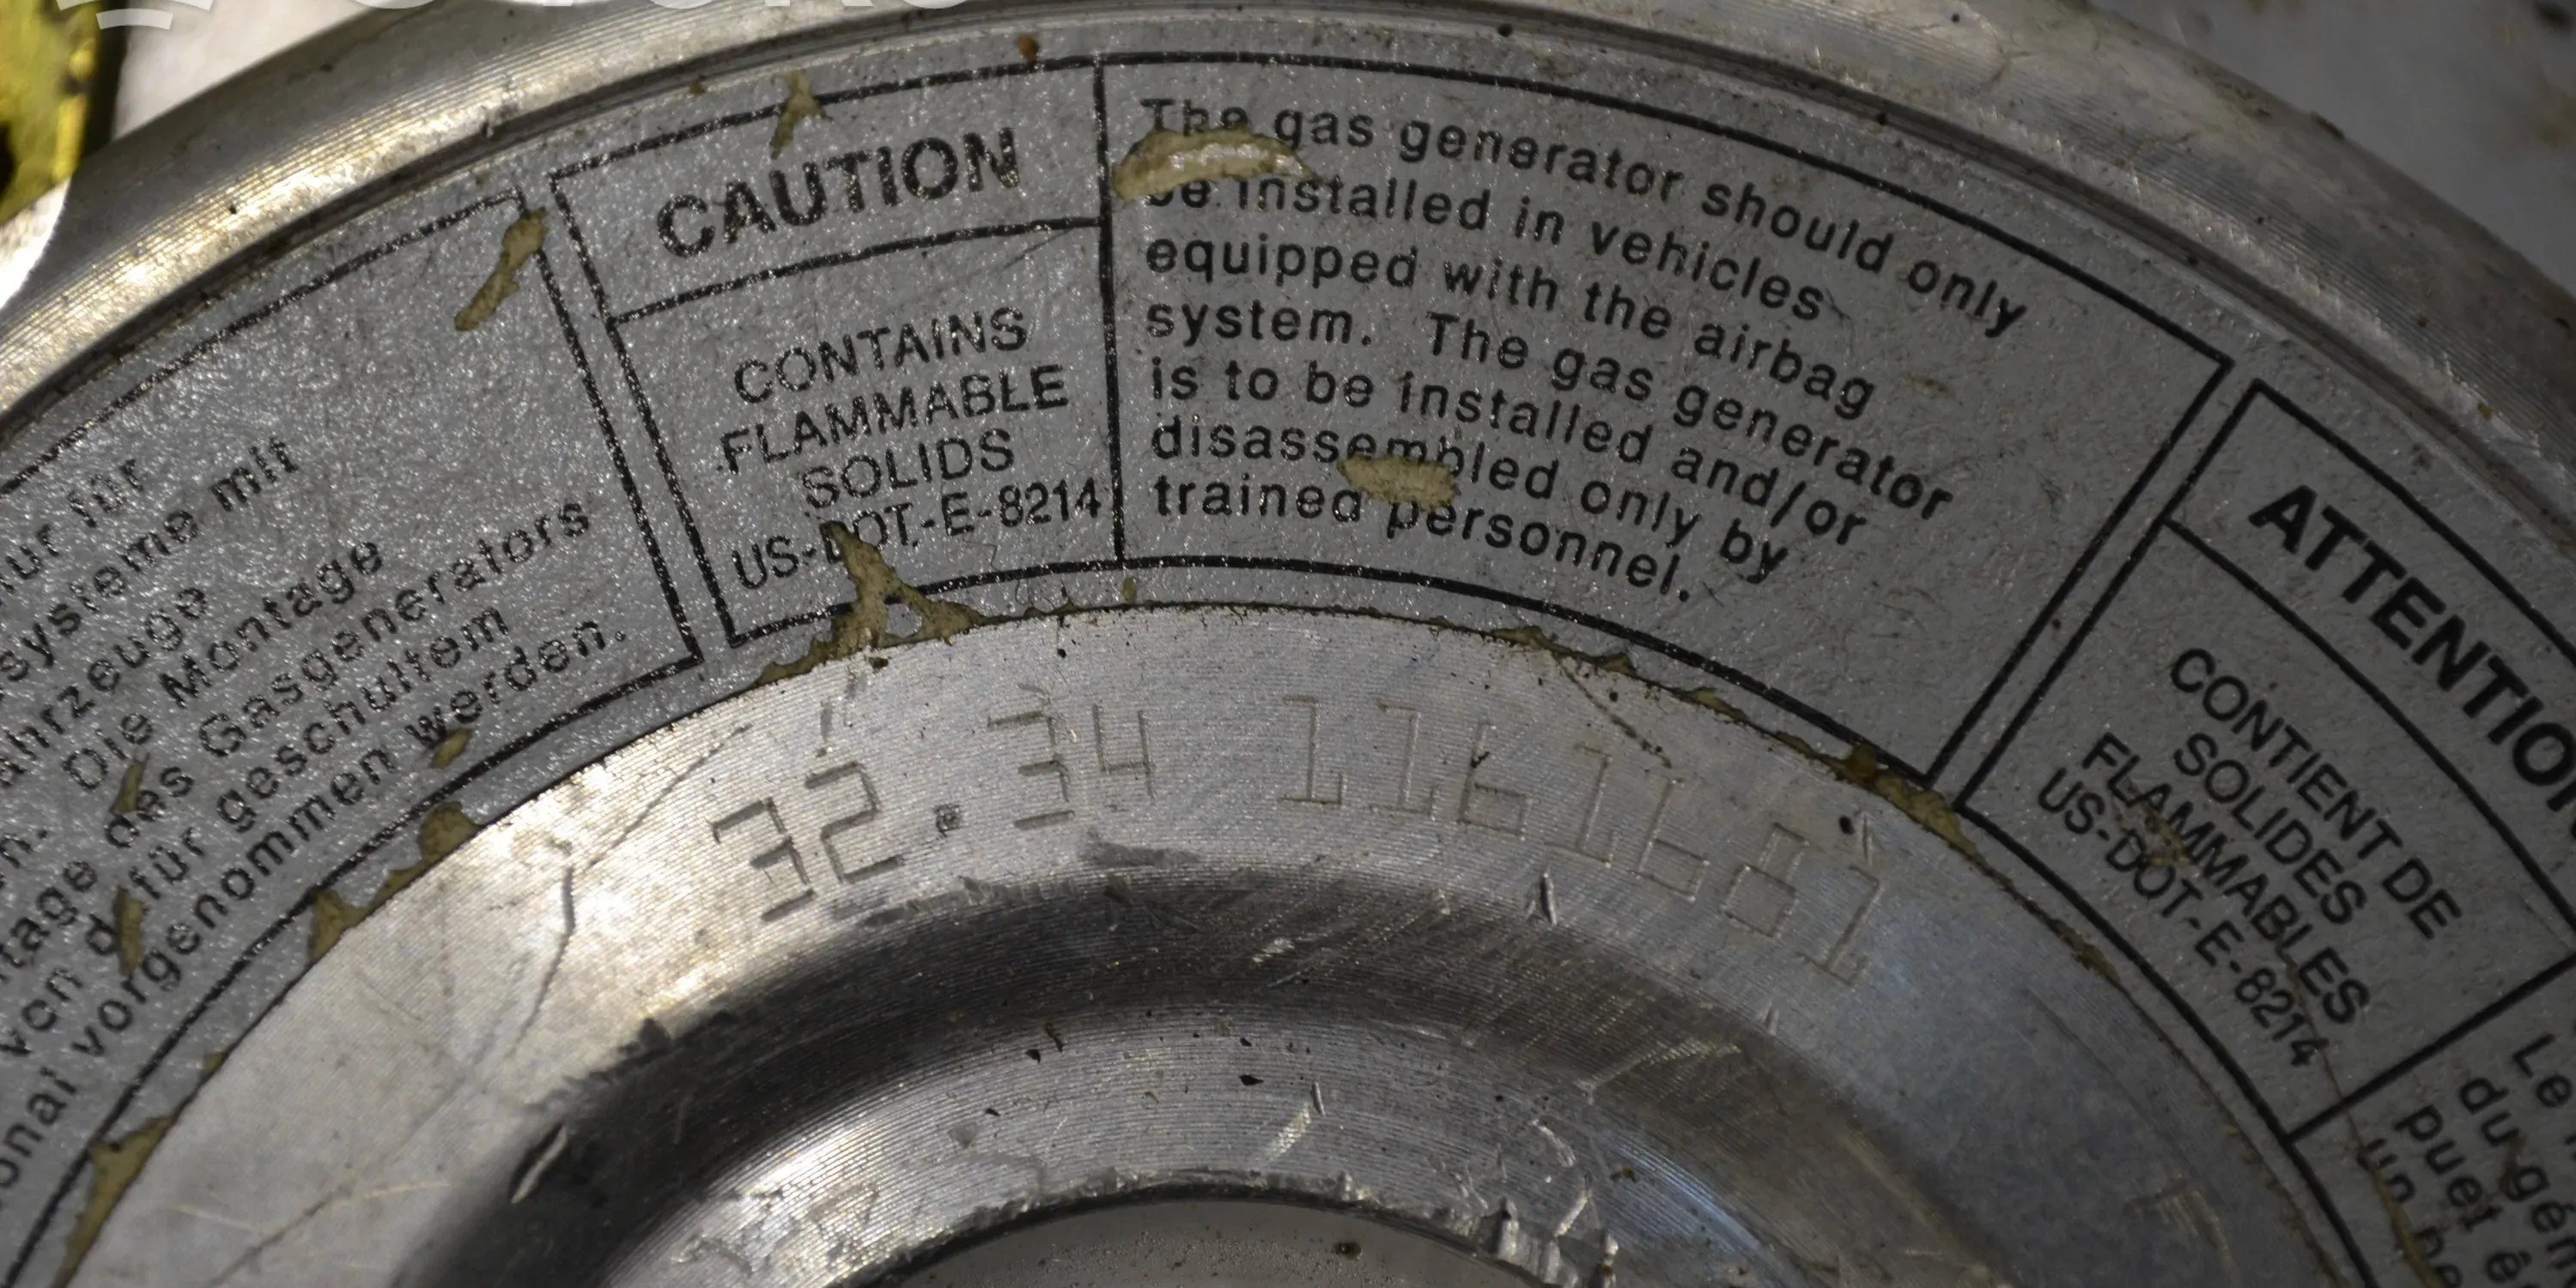 nur für
systeme mit
Die Montage
des Gasgenerators
für geschultem
vorgenommen werden.
CAUTION
CONTAINS
FLAMMABLE
SOLIDS
US-DOT-E-8214
The gas generator should only
be installed in vehicles
equipped with the airbag
system. The gas generator
is to be installed and/or
disassembled only by
trained personnel.
ATTENTION
CONTIENT DE
SOLIDES
FLAMMABLES
US-DOT-E-8214
Le
32.34 1161681